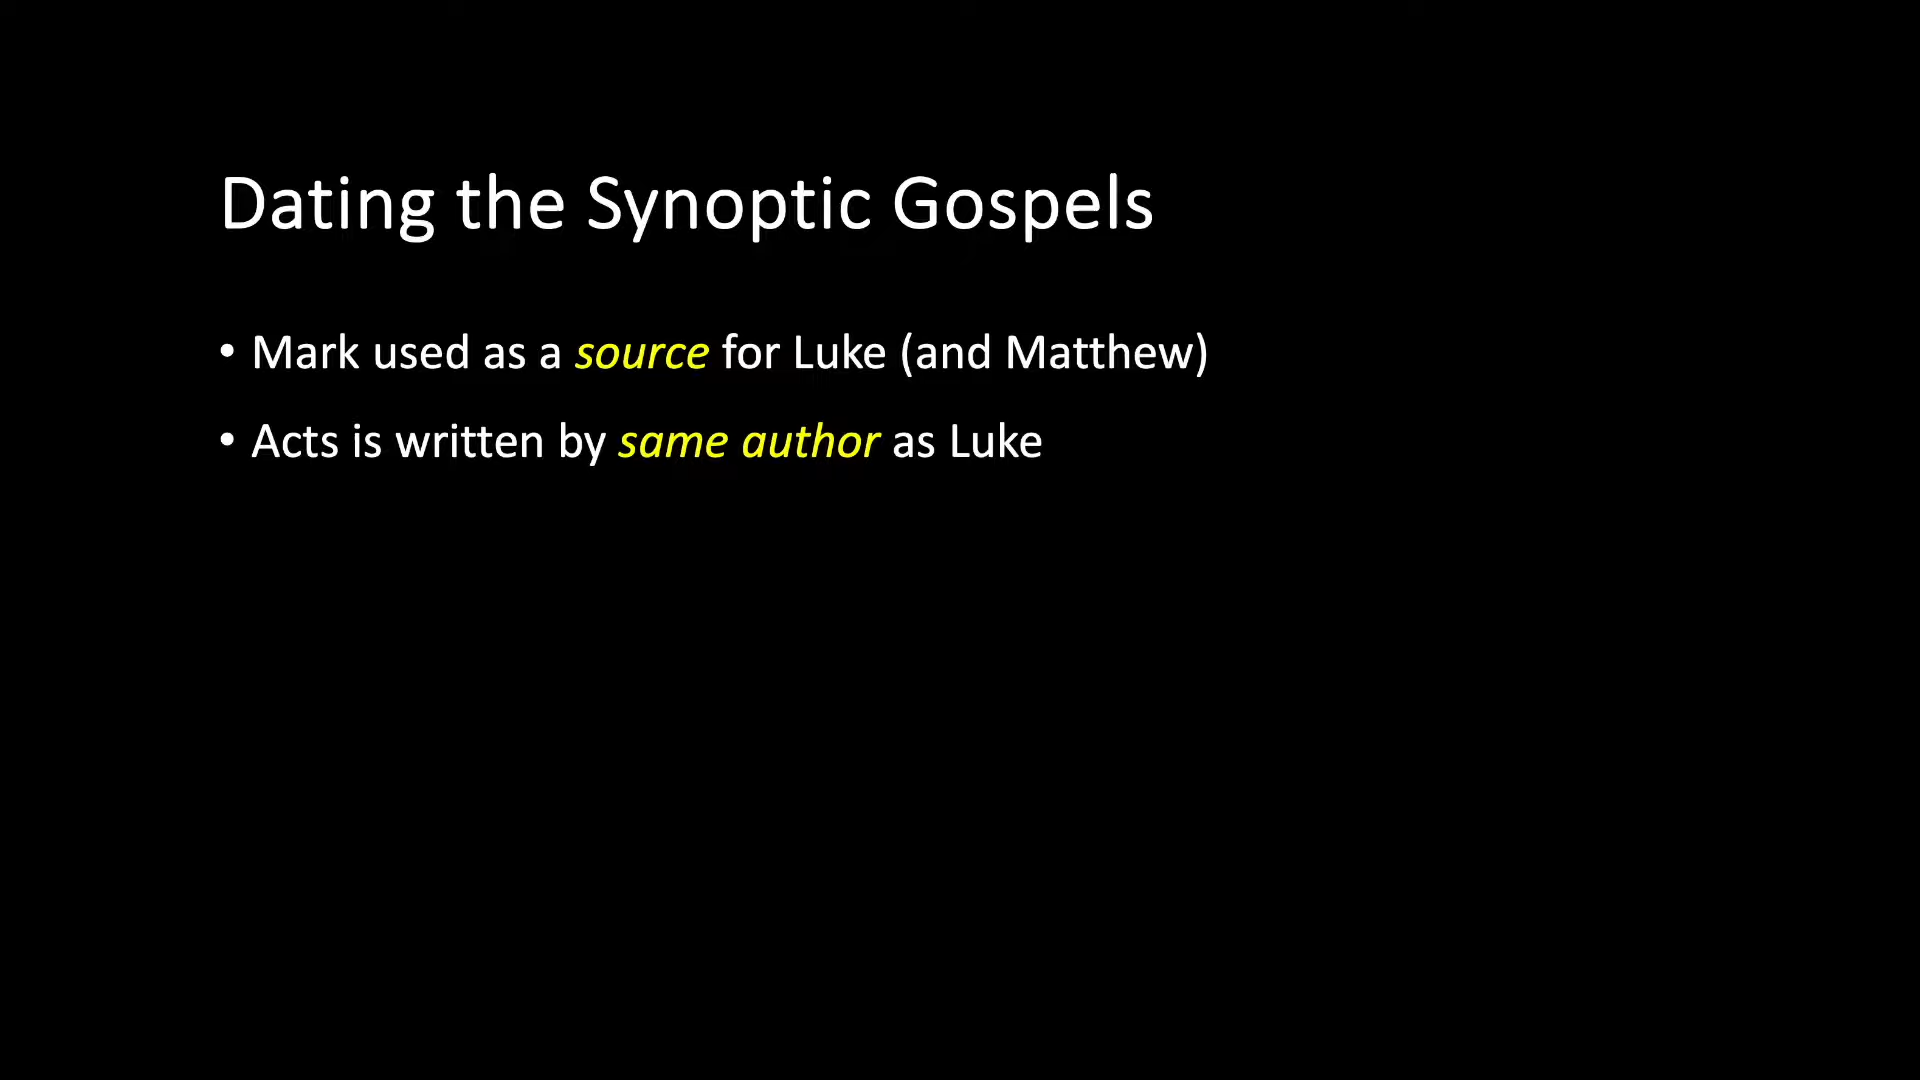 Dating the Synoptic Gospels
• Mark used as a source for Luke (and Matthew)
• Acts is written by same author as Luke